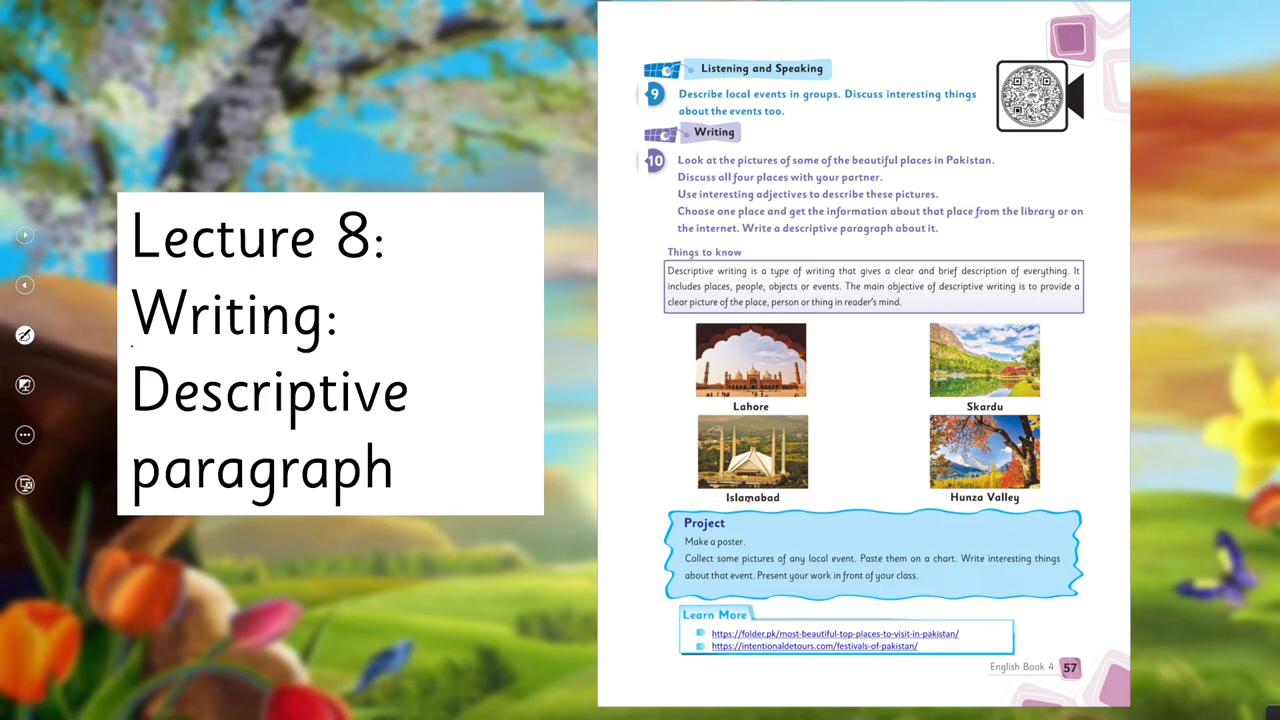 Lecture 8:
Writing:
Descriptive
paragraph
Listening and Speaking
9
Describe local events in groups. Discuss interesting things
about the events too.
Writing
10
Look at the pictures of some of the beautiful places in Pakistan.
Discuss all four places with your partner.
Use interesting adjectives to describe these pictures.
Choose one place and get the information about that place from the library or on
the internet. Write a descriptive paragraph about it.
Things to know
Descriptive writing is a type of writing that gives a clear and brief description of everything. It
includes places, people, objects or events. The main objective of descriptive writing is to provide a
clear picture of the place, person or thing in reader's mind.
Lahore
Skardu
Islamabad
Hunza Valley
Project
Make a poster.
Collect some pictures of any local event. Paste them on a chart. Write interesting things
about that event. Present your work in front of your class.
Learn More
https://folder.pk/most-beautiful-top-places-to-visit-in-pakistan/
https://intentionaldetours.com/festivals-of-pakistan/
English Book 4 57